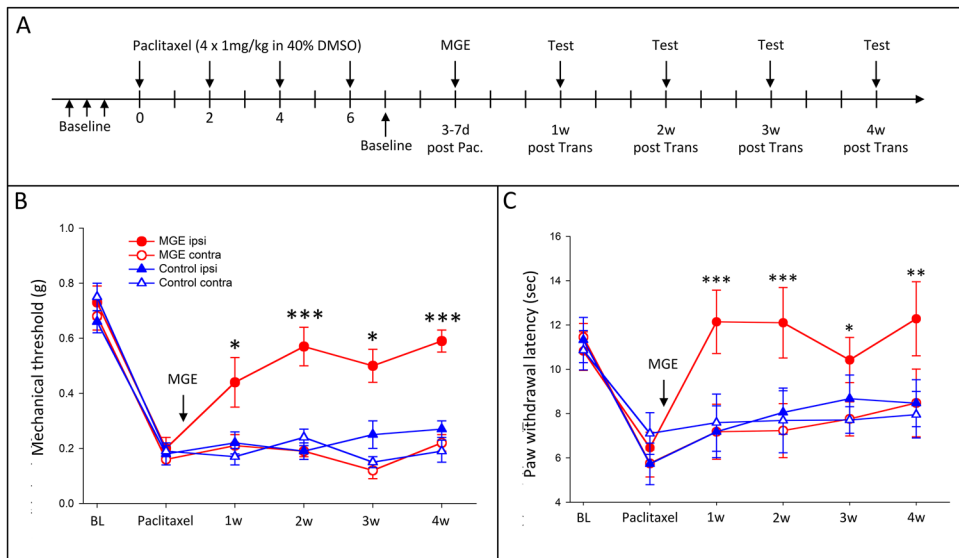 A
Paclitaxel (4 x 1mg/kg in 40% DMSO)
MGE
Test
Test
Test
Test
Baseline
0
2
4
6
Baseline
3-7d
post Pac.
1w
post Trans
2w
post Trans
3w
post Trans
4w
post Trans
B
Mechanical threshold (g)
1.0
0.8
0.6
0.4
0.2
0.0
MGE ipsi
MGE contra
Control ipsi
Control contra
MGE
*
***
*
***
BL
Paclitaxel
1w
2w
3w
4w
C
Paw withdrawal latency (sec)
16
14
12
10
8
6
4
MGE
***
***
*
**
BL
Paclitaxel
1w
2w
3w
4w